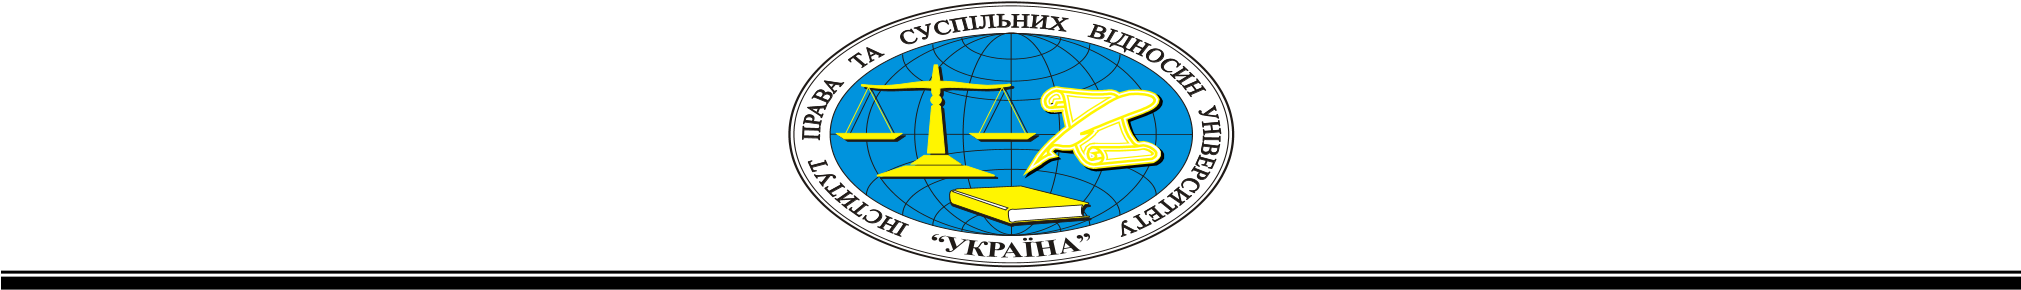 ІНСТИТУТ ПРАВА ТА СУСПІЛЬНИХ ВІДНОСИН УНІВЕРСИТЕТУ
“УКРАЇНА”